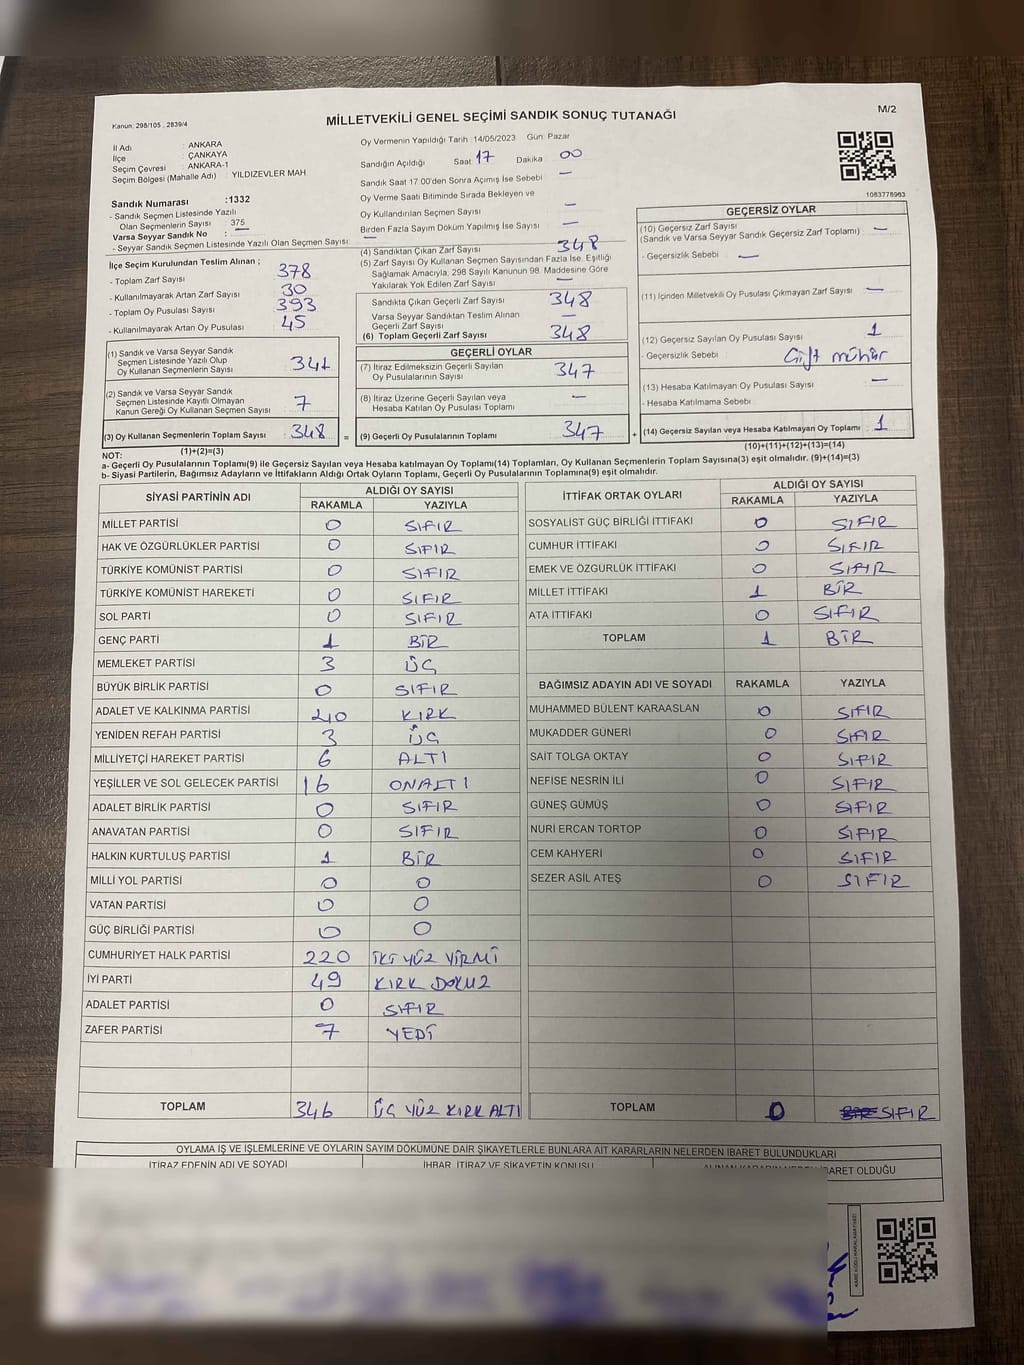 Kanun: 298/105 , 2839/4
MİLLETVEKİLİ GENEL SEÇİMİ SANDIK SONUÇ TUTANAĞI
M/2
İl Adı : ANKARA
İlçe : ÇANKAYA
Seçim Çevresi : ANKARA-1
Seçim Bölgesi (Mahalle Adı) : YILDIZEVLER MAH
Oy Vermenin Yapıldığı Tarih :14/05/2023 Gün: Pazar
Sandığın Açıldığı Saat 17 Dakika 00
Sandık Saat 17:00'den Sonra Açımış İse Sebebi —
Oy Verme Saati Bitiminde Sırada Bekleyen ve
Oy Kullandırılan Seçmen Sayısı —
Birden Fazla Sayım Döküm Yapılmış İse Sayısı —
1083776963
Sandık Numarası :1332
- Sandık Seçmen Listesinde Yazılı
Olan Seçmenlerin Sayısı : 375
Varsa Seyyar Sandık No : —
- Seyyar Sandık Seçmen Listesinde Yazılı Olan Seçmen Sayısı: —
İlçe Seçim Kurulundan Teslim Alınan ;
- Toplam Zarf Sayısı 378
- Kullanılmayarak Artan Zarf Sayısı 30
- Toplam Oy Pusulası Sayısı 393
- Kullanılmayarak Artan Oy Pusulası 45
(4) Sandıktan Çıkan Zarf Sayısı 348
(5) Zarf Sayısı Oy Kullanan Seçmen Sayısından Fazla İse, Eşitliği
Sağlamak Amacıyla, 298 Sayılı Kanunun 98. Maddesine Göre
Yakılarak Yok Edilen Zarf Sayısı —
Sandıkta Çıkan Geçerli Zarf Sayısı 348
Varsa Seyyar Sandıktan Teslim Alınan
Geçerli Zarf Sayısı —
(6) Toplam Geçerli Zarf Sayısı 348
GEÇERSİZ OYLAR
(10) Geçersiz Zarf Sayısı
(Sandık ve Varsa Seyyar Sandık Geçersiz Zarf Toplamı) —
- Geçersizlik Sebebi —
(11) İçinden Milletvekili Oy Pusulası Çıkmayan Zarf Sayısı —
(12) Geçersiz Sayılan Oy Pusulası Sayısı 1
- Geçersizlik Sebebi Çift mühür
(13) Hesaba Katılmayan Oy Pusulası Sayısı —
- Hesaba Katılmama Sebebi
(1) Sandık ve Varsa Seyyar Sandık
Seçmen Listesinde Yazılı Olup
Oy Kullanan Seçmenlerin Sayısı 341
(2) Sandık ve Varsa Seyyar Sandık
Seçmen Listesinde Kayıtlı Olmayan
Kanun Gereği Oy Kullanan Seçmen Sayısı 7
GEÇERLİ OYLAR
(7) İtiraz Edilmeksizin Geçerli Sayılan
Oy Pusulalarının Sayısı 347
(8) İtiraz Üzerine Geçerli Sayılan veya
Hesaba Katılan Oy Pusulası Toplamı —
(3) Oy Kullanan Seçmenlerin Toplam Sayısı 348 = (9) Geçerli Oy Pusulalarının Toplamı 347 + (14) Geçersiz Sayılan veya Hesaba Katılmayan Oy Toplamı 1
NOT: (1)+(2)=(3) (10)+(11)+(12)+(13)=(14)
a- Geçerli Oy Pusulalarının Toplamı(9) ile Geçersiz Sayılan veya Hesaba katılmayan Oy Toplamı(14) Toplamları, Oy Kullanan Seçmenlerin Toplam Sayısına(3) eşit olmalıdır. (9)+(14)=(3)
b- Siyasi Partilerin, Bağımsız Adayların ve İttifakların Aldığı Ortak Oyların Toplamı, Geçerli Oy Pusulalarının Toplamına(9) eşit olmalıdır.
SİYASİ PARTİNİN ADI ALDIĞI OY SAYISI
RAKAMLA YAZIYLA
MİLLET PARTİSİ 0 SIFIR
HAK VE ÖZGÜRLÜKLER PARTİSİ 0 SIFIR
TÜRKİYE KOMÜNİST PARTİSİ 0 SIFIR
TÜRKİYE KOMÜNİST HAREKETİ 0 SIFIR
SOL PARTİ 0 SIFIR
GENÇ PARTİ 1 BİR
MEMLEKET PARTİSİ 3 ÜÇ
BÜYÜK BİRLİK PARTİSİ 0 SIFIR
ADALET VE KALKINMA PARTİSİ 40 KIRK
YENİDEN REFAH PARTİSİ 3 ÜÇ
MİLLİYETÇİ HAREKET PARTİSİ 6 ALTI
YEŞİLLER VE SOL GELECEK PARTİSİ 16 ONALTI
ADALET BİRLİK PARTİSİ 0 SIFIR
ANAVATAN PARTİSİ 0 SIFIR
HALKIN KURTULUŞ PARTİSİ 1 BİR
MİLLİ YOL PARTİSİ 0 0
VATAN PARTİSİ 0 0
GÜÇ BİRLİĞİ PARTİSİ 0 0
CUMHURİYET HALK PARTİSİ 220 İKİ YÜZ YİRMİ
İYİ PARTİ 49 KIRK DOKUZ
ADALET PARTİSİ 0 SIFIR
ZAFER PARTİSİ 7 YEDİ
TOPLAM 346 ÜÇ YÜZ KIRK ALTI
İTTİFAK ORTAK OYLARI ALDIĞI OY SAYISI
RAKAMLA YAZIYLA
SOSYALİST GÜÇ BİRLİĞİ İTTİFAKI 0 SIFIR
CUMHUR İTTİFAKI 0 SIFIR
EMEK VE ÖZGÜRLÜK İTTİFAKI 0 SIFIR
MİLLET İTTİFAKI 1 BİR
ATA İTTİFAKI 0 SIFIR
TOPLAM 1 BİR
BAĞIMSIZ ADAYIN ADI VE SOYADI RAKAMLA YAZIYLA
MUHAMMED BÜLENT KARAASLAN 0 SIFIR
MUKADDER GÜNERİ 0 SIFIR
SAİT TOLGA OKTAY 0 SIFIR
NEFİSE NESRİN İLİ 0 SIFIR
GÜNEŞ GÜMÜŞ 0 SIFIR
NURİ ERCAN TORTOP 0 SIFIR
CEM KAHYERİ 0 SIFIR
SEZER ASİL ATEŞ 0 SIFIR
TOPLAM 0 SIFIR
OYLAMA İŞ VE İŞLEMLERİNE VE OYLARIN SAYIM DÖKÜMÜNE DAİR ŞİKAYETLERLE BUNLARA AİT KARARLARIN NELERDEN İBARET BULUNDUKLARI
İTİRAZ EDENİN ADI VE SOYADI İHBAR, İTİRAZ VE ŞİKAYETİN KONUSU ALINAN KARARIN NEDEN İBARET OLDUĞU